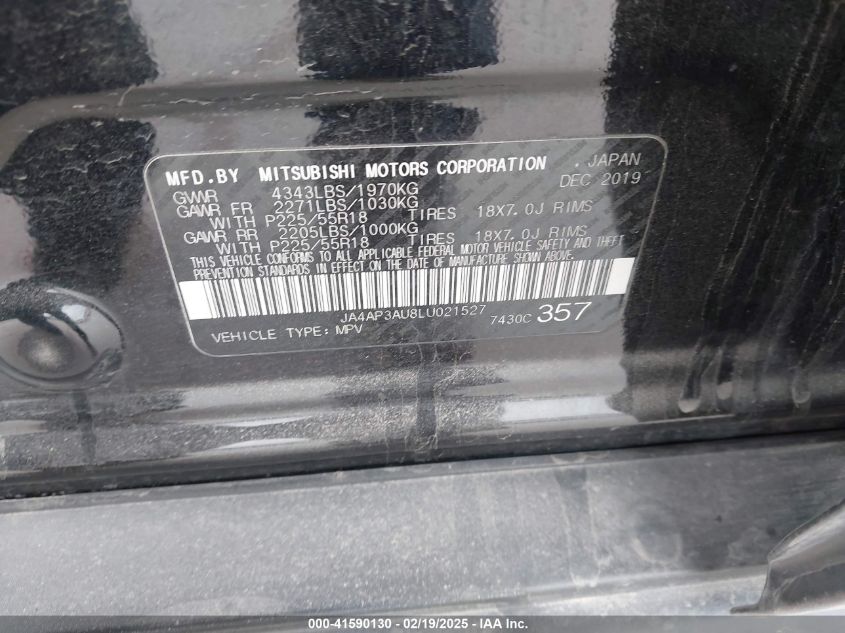 MFD.BY MITSUBISHI MOTORS CORPORATION . JAPAN
GVWR 4343LBS/1970KG DEC 2019
GAWR FR 2271LBS/1030KG
WITH P225/55R18 TIRES 18X7.0J RIMS
GAWR RR 2205LBS/1000KG
WITH P225/55R18 TIRES 18X7.0J RIMS
THIS VEHICLE CONFORMS TO ALL APPLICABLE FEDERAL MOTOR VEHICLE SAFETY AND THEFT
PREVENTION STANDARDS IN EFFECT ON THE DATE OF MANUFACTURE SHOWN ABOVE.
JA4AP3AU8LU021527
VEHICLE TYPE: MPV 7430C 357
000-41590130 - 02/19/2025 - IAA Inc.